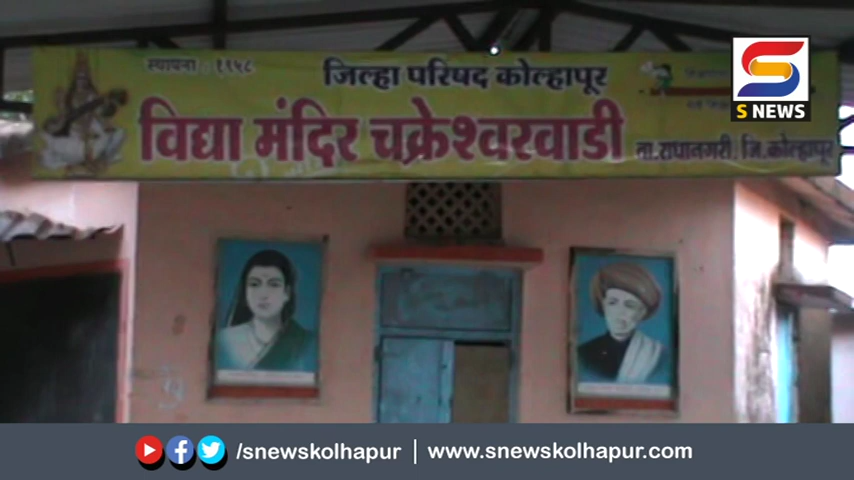 स्थापना : १९५८
जिल्हा परिषद कोल्हापूर
विद्या मंदिर चक्रेश्वरवाडी
ता.राधानगरी. जि.कोल्हापूर
S NEWS
/snewskolhapur | www.snewskolhapur.com